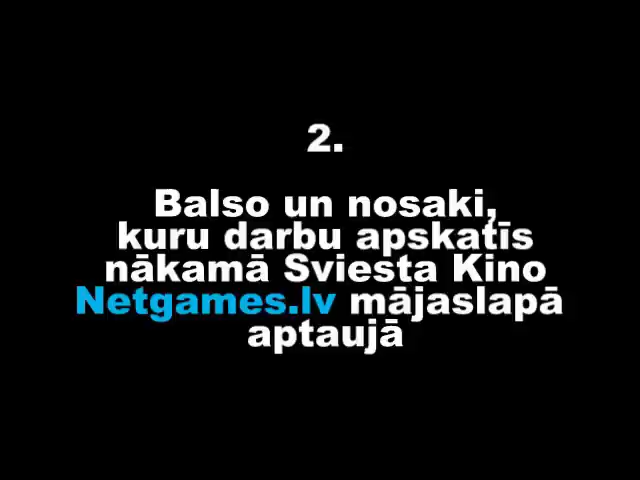 2.
Balso un nosaki,
kuru darbu apskatīs
nākamā Sviesta Kino
Netgames.lv mājaslapā
aptaujā